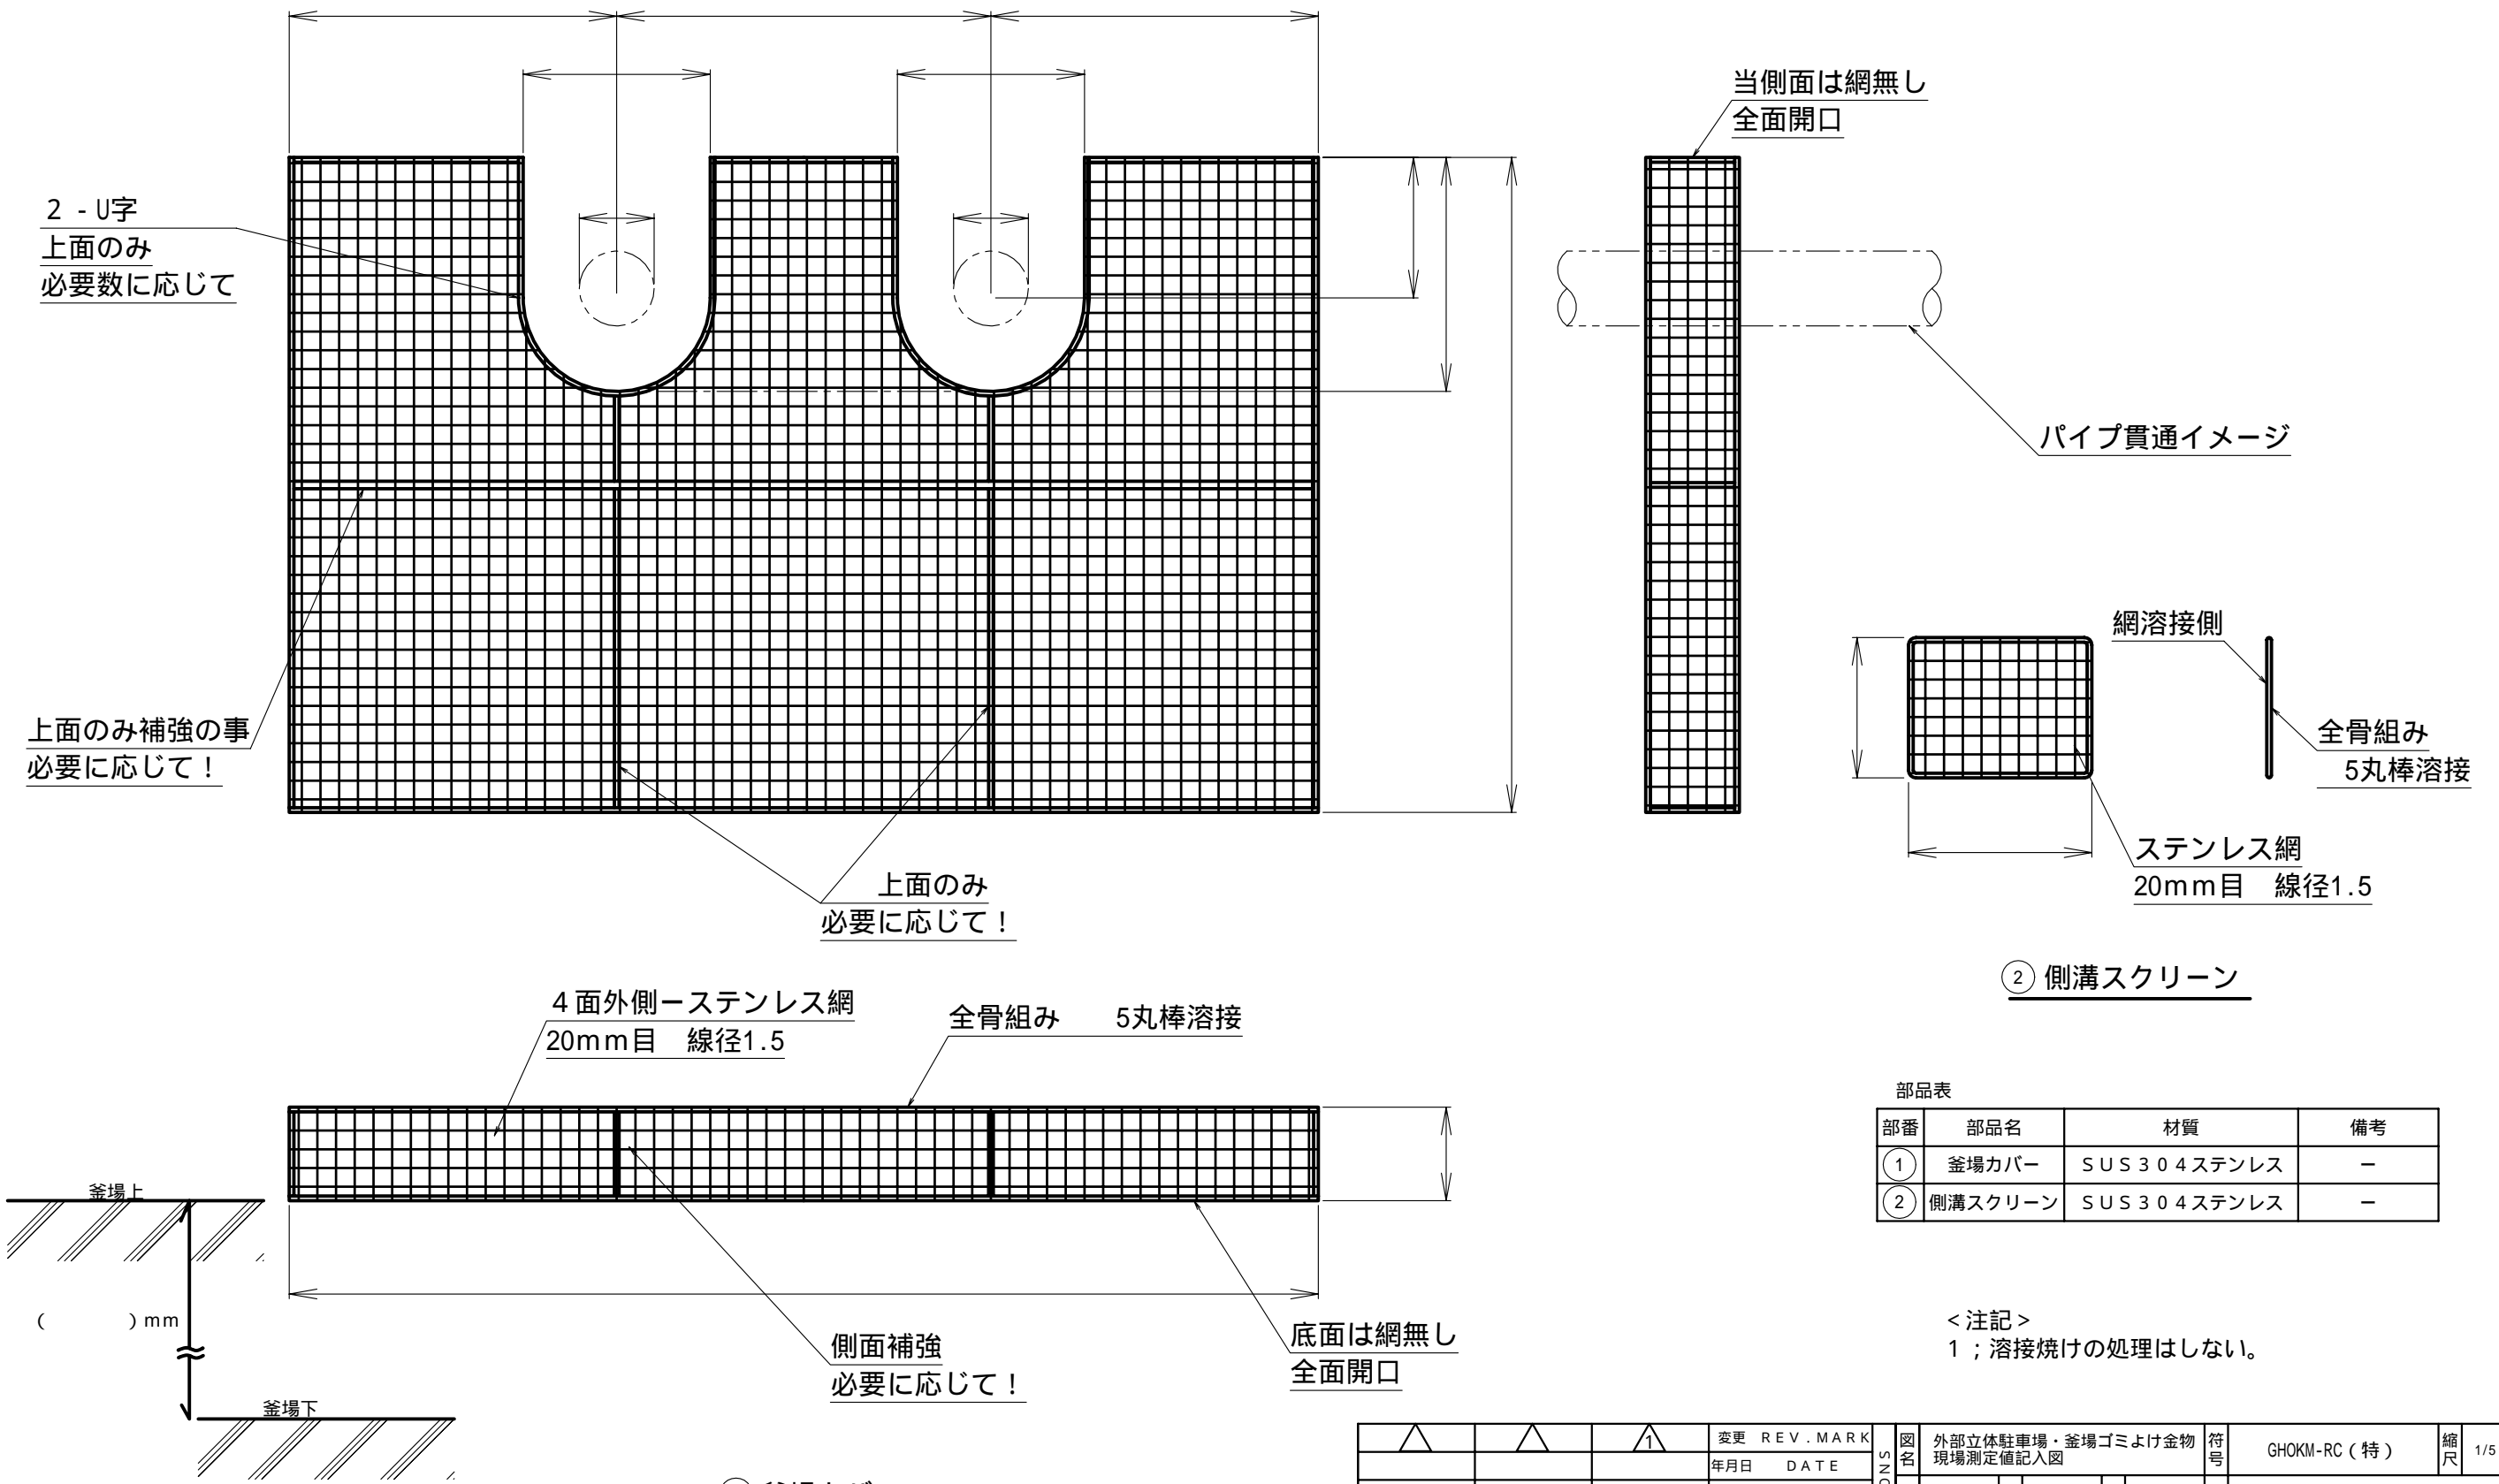 当側面は網無し
全面開口
2 - U字
上面のみ
必要数に応じて
パイプ貫通イメージ
網溶接側
全骨組み
5丸棒溶接
上面のみ補強の事
必要に応じて！
ステンレス網
20mm目　線径1.5
上面のみ
必要に応じて！
② 側溝スクリーン
４面外側ーステンレス網
20mm目　線径1.5
全骨組み　　5丸棒溶接
部品表
部番　部品名　材質　備考
①　釜場カバー　ＳＵＳ３０４ステンレス　－
②　側溝スクリーン　ＳＵＳ３０４ステンレス　－
釜場上
（　　　）mm
釜場下
側面補強
必要に応じて！
底面は網無し
全面開口
＜注記＞
1 ；溶接焼けの処理はしない。
1
変更　ＲＥＶ．ＭＡＲＫ
年月日　ＤＡＴＥ
図名
外部立体駐車場・釜場ゴミよけ金物
現場測定値記入図
符号
GHOKM-RC（特）
縮尺
1/5